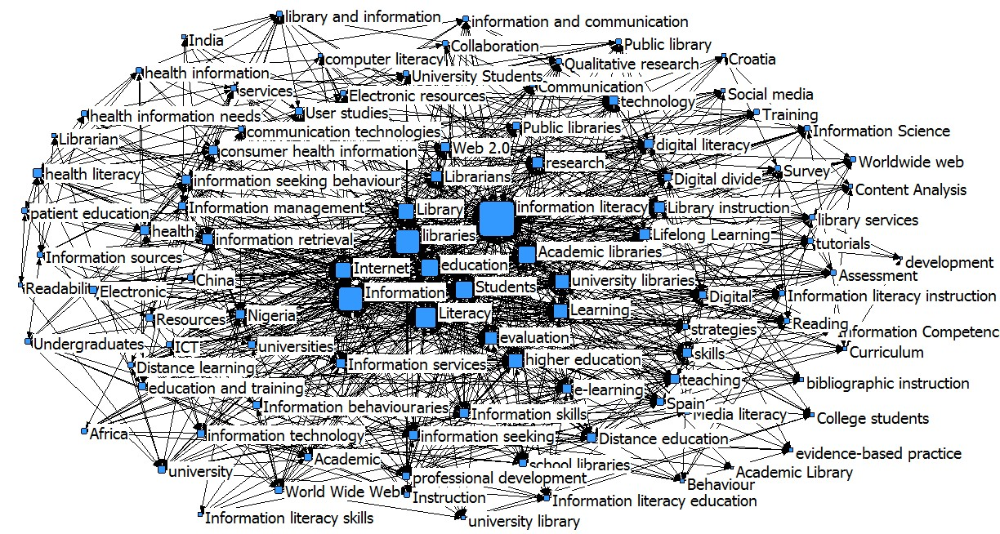 library and information
information and communication
India
Collaboration
Public library
computer literacy
Qualitative research
Croatia
health information
University Students
services
Electronic resources
Communication
technology
Social media
health information needs
User studies
Training
communication technologies
Public libraries
Information Science
Librarian
consumer health information
Web 2.0
digital literacy
research
Worldwide web
health literacy
information seeking behaviour
Librarians
Digital divide
Survey
Content Analysis
patient education
Information management
Library
information literacy
Library instruction
library services
health
information retrieval
libraries
Lifelong Learning
tutorials
Information sources
Academic libraries
development
Internet
education
Assessment
China
university libraries
Readability
Electronic
Information
Students
Digital
Information literacy instruction
Resources
Nigeria
Literacy
Learning
Reading
strategies
Information Competenc
Undergraduates
ICT
universities
evaluation
skills
Curriculum
Distance learning
Information services
higher education
teaching
bibliographic instruction
education and training
e-learning
Spain
Information behaviour
aries
Information skills
Media literacy
College students
Africa
information technology
information seeking
Distance education
evidence-based practice
Academic
school libraries
university
professional development
Academic Library
Behaviour
World Wide Web
Instruction
Information literacy education
Information literacy skills
university library